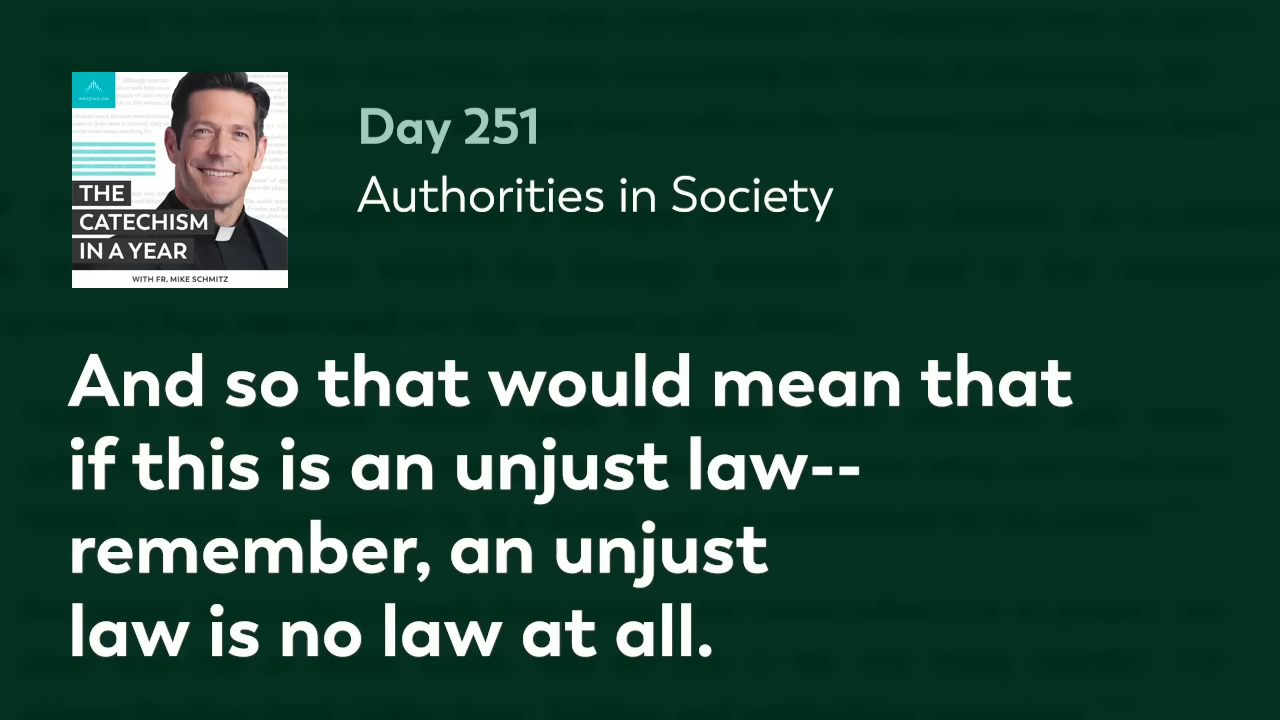 ASCENSION
THE
CATECHISM
IN A YEAR
WITH FR. MIKE SCHMITZ
Day 251
Authorities in Society
And so that would mean that
if this is an unjust law--
remember, an unjust
law is no law at all.